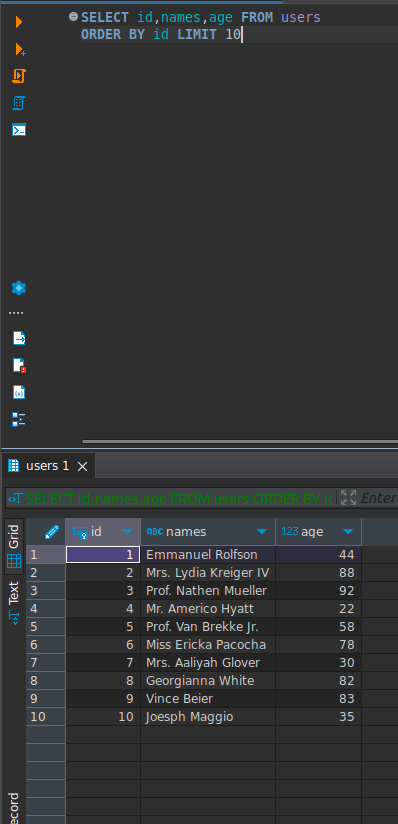 SELECT id,names,age FROM users
ORDER BY id LIMIT 10
users 1
SELECT id,names,age FROM users ORDER BY id
Enter
Grid
Text
ecord
123 id ABC names 123 age
1 1 Emmanuel Rolfson 44
2 2 Mrs. Lydia Kreiger IV 88
3 3 Prof. Nathen Mueller 92
4 4 Mr. Americo Hyatt 22
5 5 Prof. Van Brekke Jr. 58
6 6 Miss Ericka Pacocha 78
7 7 Mrs. Aaliyah Glover 30
8 8 Georgianna White 82
9 9 Vince Beier 83
10 10 Joesph Maggio 35